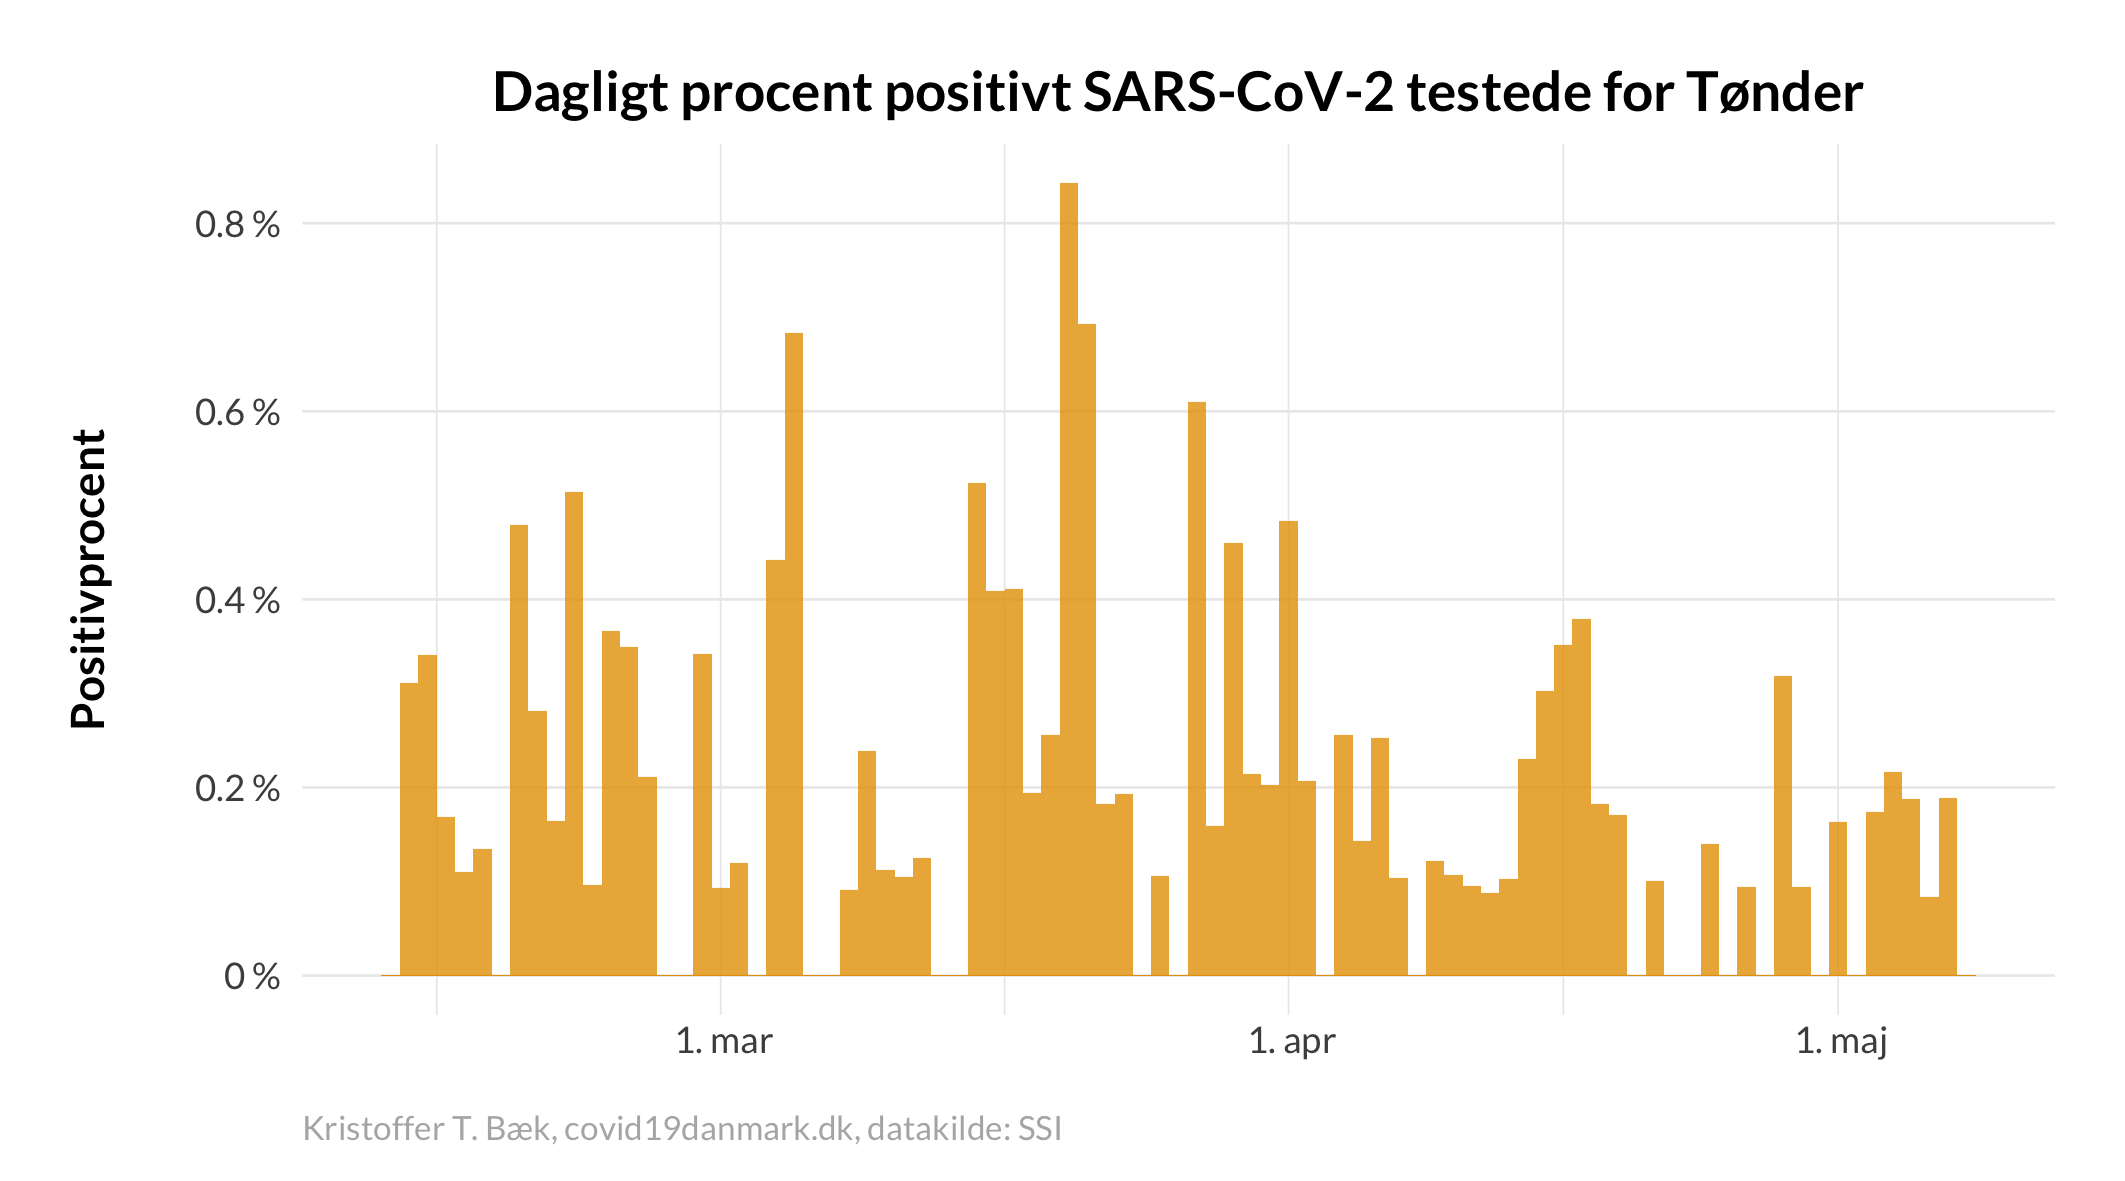 Dagligt procent positivt SARS-CoV-2 testede for Tønder
Positivprocent
0.8 %
0.6 %
0.4 %
0.2 %
0 %
1. mar
1. apr
1. maj
Kristoffer T. Bæk, covid19danmark.dk, datakilde: SSI